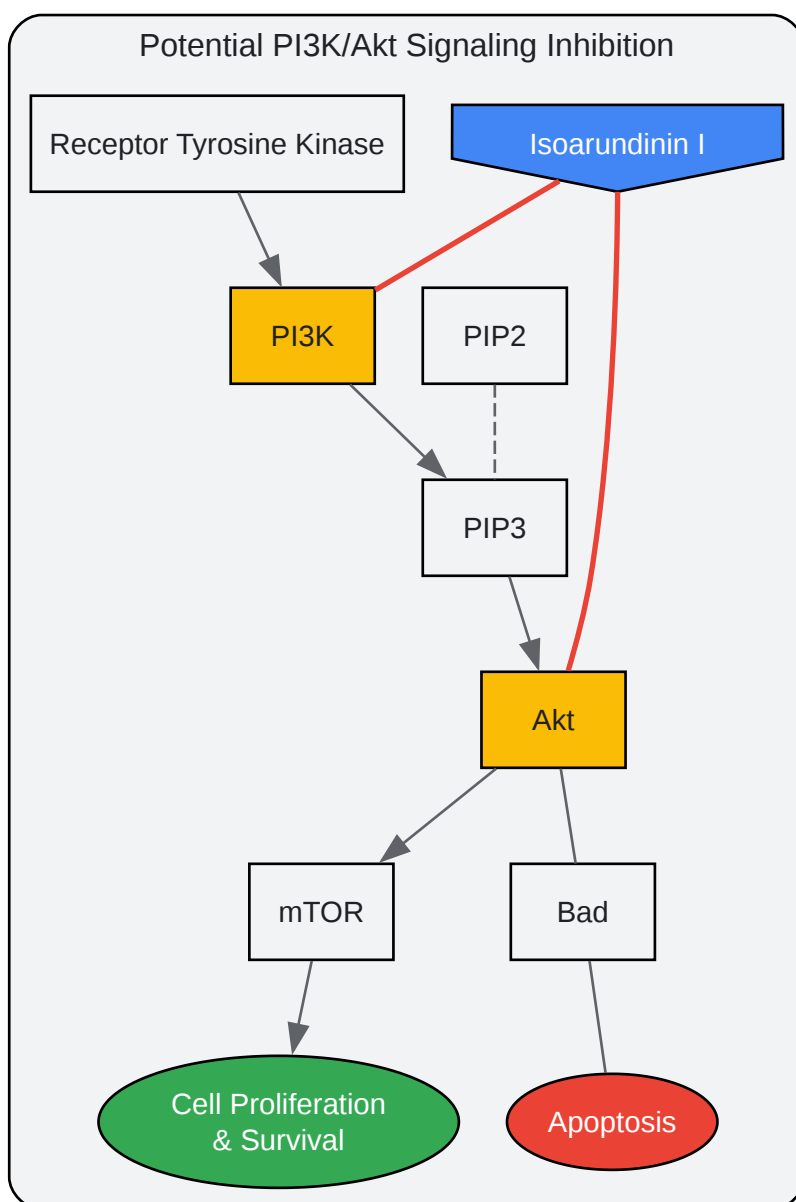 Potential PI3K/Akt Signaling Inhibition
Receptor Tyrosine Kinase
Isoarundinin I
PI3K
PIP2
PIP3
Akt
mTOR
Bad
Cell Proliferation
& Survival
Apoptosis